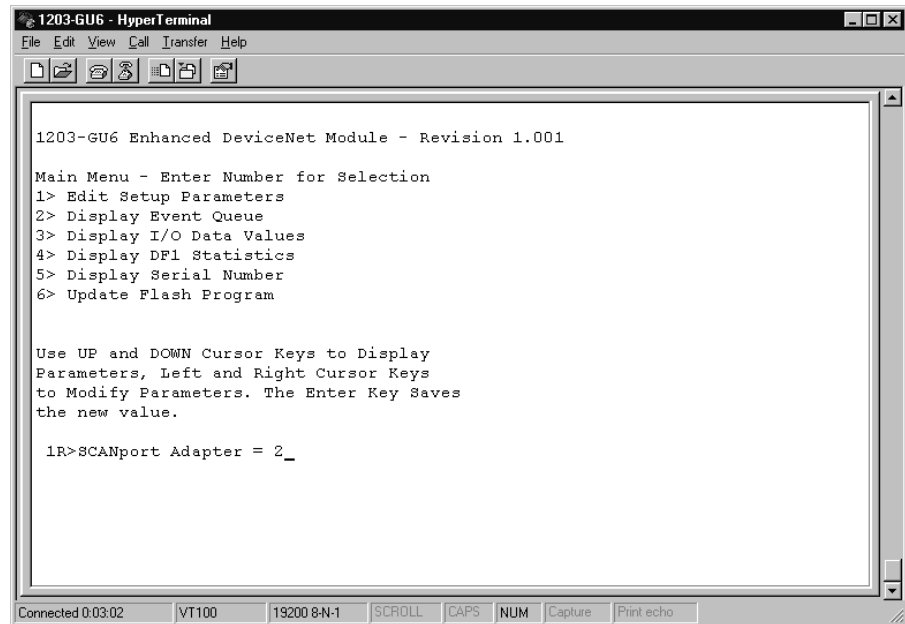 1203-GU6 - HyperTerminal
File Edit View Call Transfer Help
1203-GU6 Enhanced DeviceNet Module - Revision 1.001
Main Menu - Enter Number for Selection
1> Edit Setup Parameters
2> Display Event Queue
3> Display I/O Data Values
4> Display DF1 Statistics
5> Display Serial Number
6> Update Flash Program
Use UP and DOWN Cursor Keys to Display
Parameters, Left and Right Cursor Keys
to Modify Parameters. The Enter Key Saves
the new value.
1R>SCANport Adapter = 2_
Connected 0:03:02 VT100 19200 8-N-1 SCROLL CAPS NUM Capture Print echo